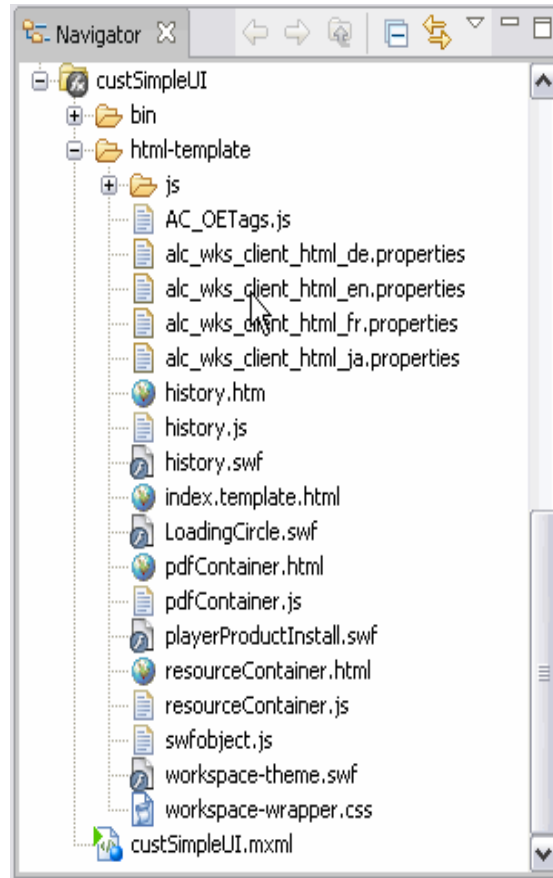 Navigator
custSimpleUI
bin
html-template
js
AC_OETags.js
alc_wks_client_html_de.properties
alc_wks_client_html_en.properties
alc_wks_client_html_fr.properties
alc_wks_client_html_ja.properties
history.htm
history.js
history.swf
index.template.html
LoadingCircle.swf
pdfContainer.html
pdfContainer.js
playerProductInstall.swf
resourceContainer.html
resourceContainer.js
swfobject.js
workspace-theme.swf
workspace-wrapper.css
custSimpleUI.mxml